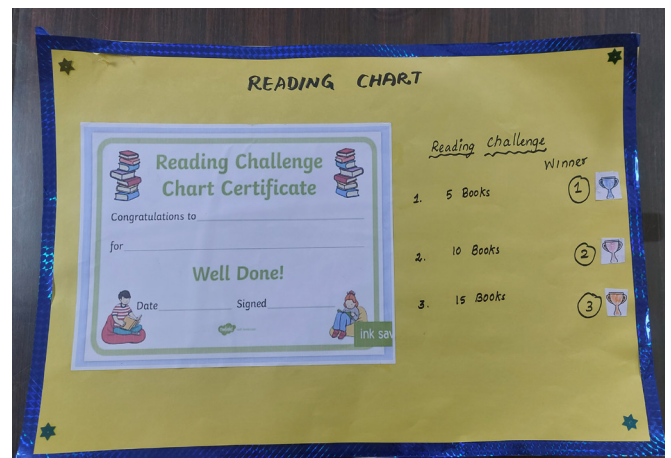 READING CHART
Reading Challenge
Chart Certificate
Congratulations to
for
Well Done!
Date Signed
twinkl
ink sav
Reading Challenge
Winner
1. 5 Books 1
2. 10 Books 2
3. 15 Books 3